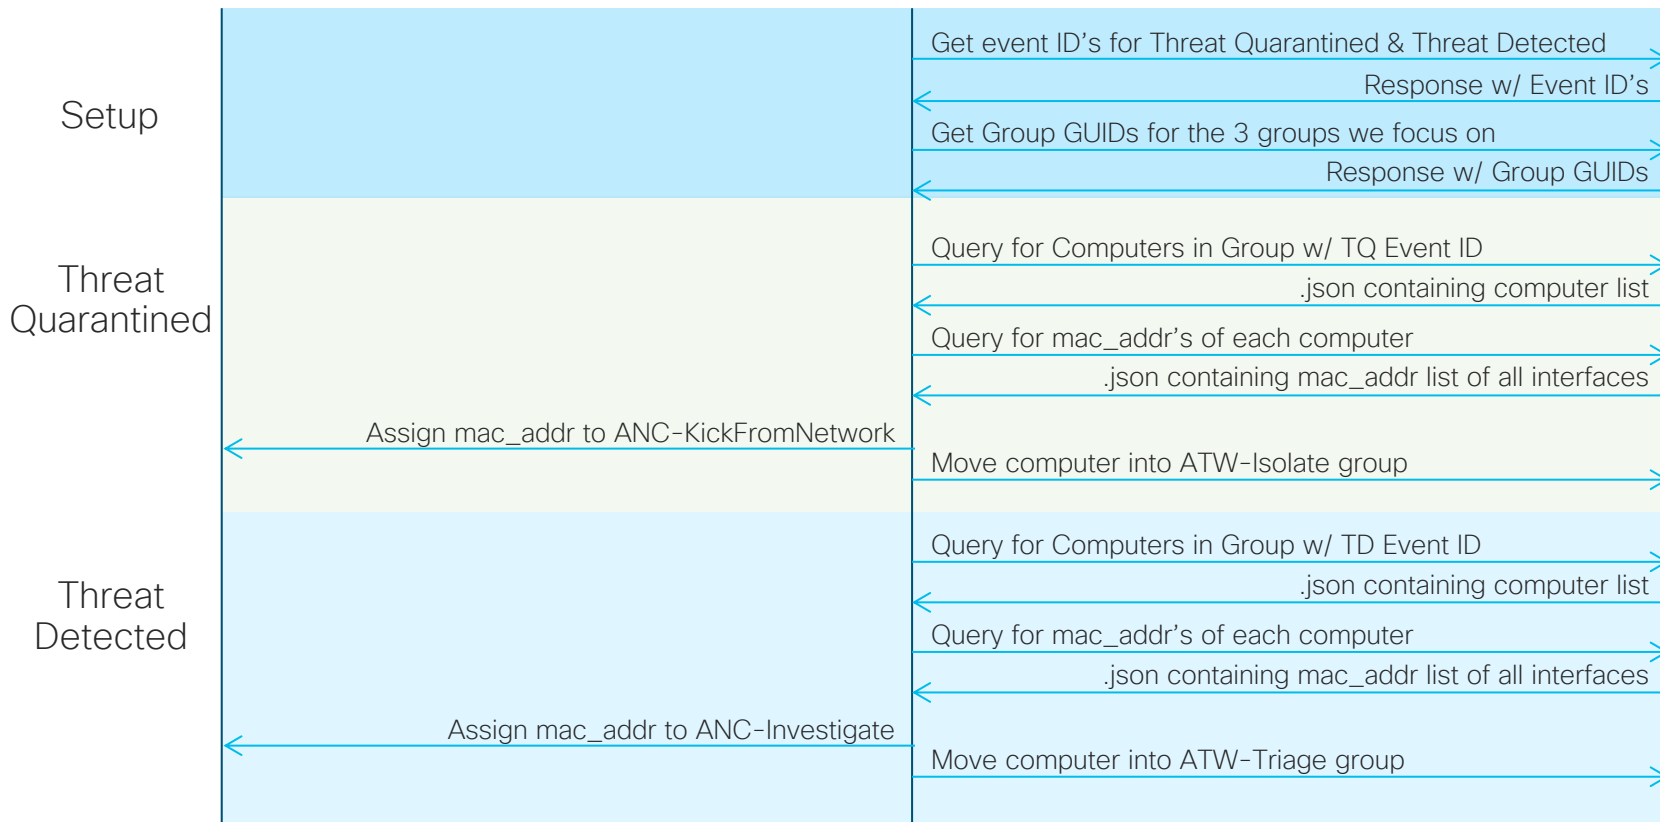 Setup
Get event ID’s for Threat Quarantined & Threat Detected
Response w/ Event ID’s
Get Group GUIDs for the 3 groups we focus on
Response w/ Group GUIDs
Threat
Quarantined
Query for Computers in Group w/ TQ Event ID
.json containing computer list
Query for mac_addr’s of each computer
.json containing mac_addr list of all interfaces
Assign mac_addr to ANC-KickFromNetwork
Move computer into ATW-Isolate group
Threat
Detected
Query for Computers in Group w/ TD Event ID
.json containing computer list
Query for mac_addr’s of each computer
.json containing mac_addr list of all interfaces
Assign mac_addr to ANC-Investigate
Move computer into ATW-Triage group